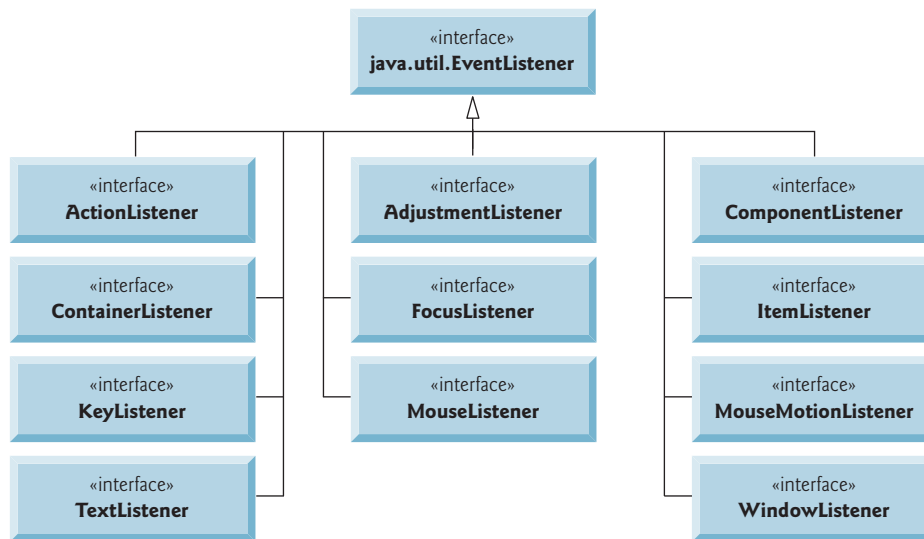 «interface»
java.util.EventListener
«interface»
ActionListener
«interface»
AdjustmentListener
«interface»
ComponentListener
«interface»
ContainerListener
«interface»
FocusListener
«interface»
ItemListener
«interface»
KeyListener
«interface»
MouseListener
«interface»
MouseMotionListener
«interface»
TextListener
«interface»
WindowListener